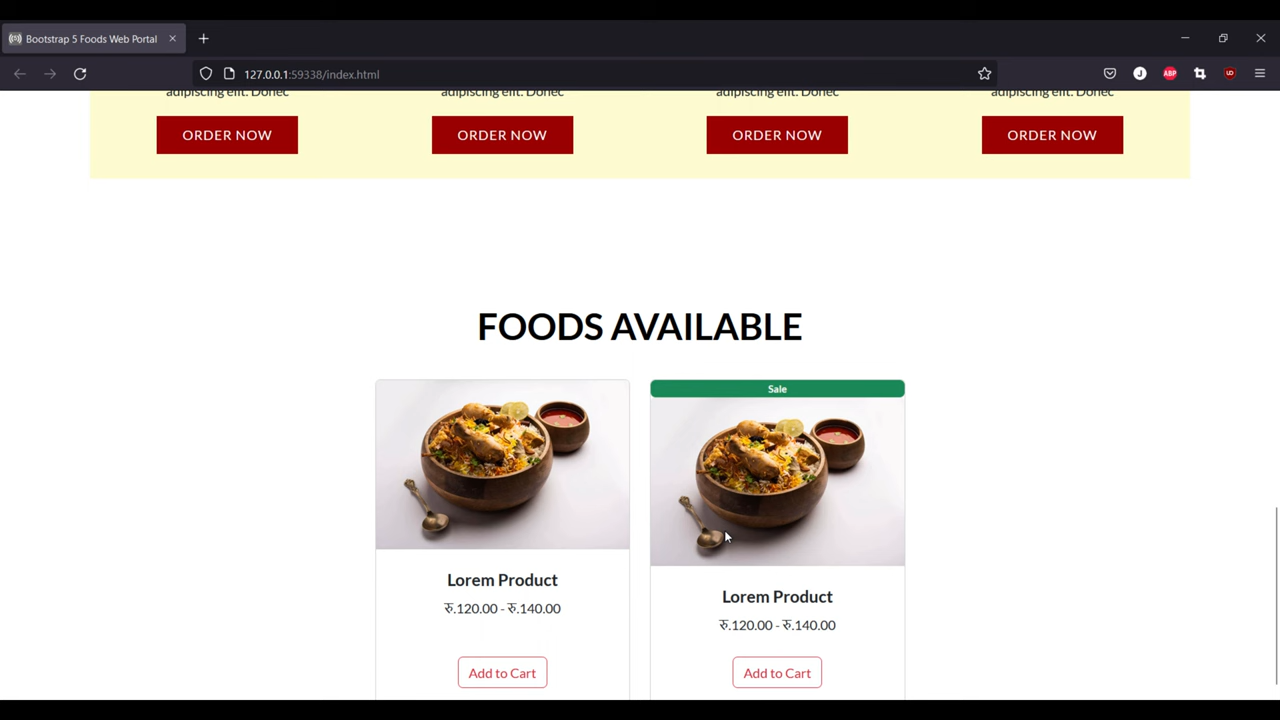 Bootstrap 5 Foods Web Portal
127.0.0.1:59338/index.html
J
ABP
adipiscing elit. Donec
adipiscing elit. Donec
adipiscing elit. Donec
adipiscing elit. Donec
ORDER NOW
ORDER NOW
ORDER NOW
ORDER NOW
FOODS AVAILABLE
Sale
Lorem Product
रु.120.00 - रु.140.00
Add to Cart
Lorem Product
रु.120.00 - रु.140.00
Add to Cart